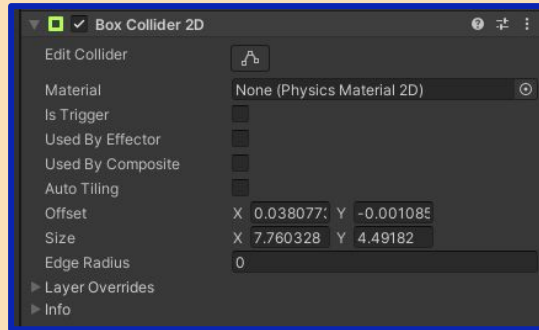 Box Collider 2D
Edit Collider
Material None (Physics Material 2D)
Is Trigger
Used By Effector
Used By Composite
Auto Tiling
Offset X 0.038077 Y -0.001085
Size X 7.760328 Y 4.49182
Edge Radius 0
Layer Overrides
Info